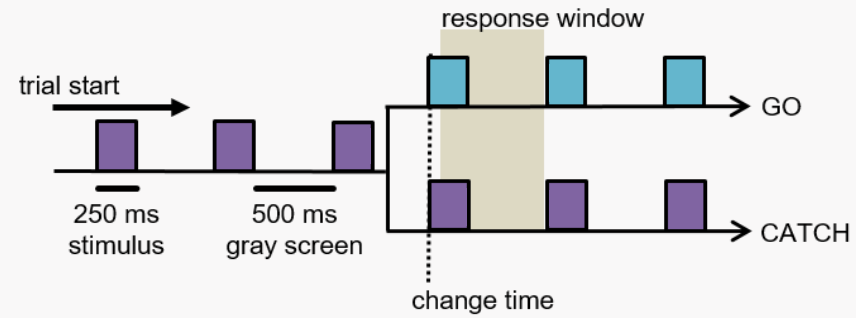 response window
trial start
GO
250 ms
stimulus
500 ms
gray screen
CATCH
change time